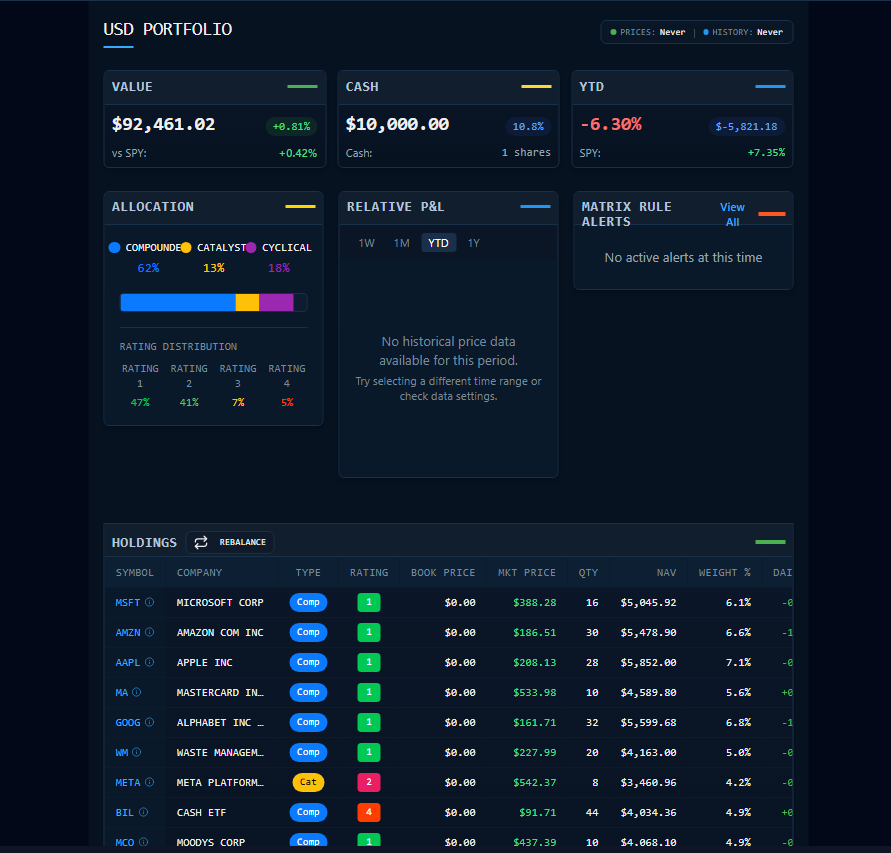 USD PORTFOLIO
PRICES: Never | HISTORY: Never
VALUE
$92,461.02 +0.81%
vs SPY: +0.42%
CASH
$10,000.00 10.8%
Cash: 1 shares
YTD
-6.30% $-5,821.18
SPY: +7.35%
ALLOCATION
COMPOUNDE CATALYST CYCLICAL
62% 13% 18%
RATING DISTRIBUTION
RATING 1 RATING 2 RATING 3 RATING 4
47% 41% 7% 5%
RELATIVE P&L
1W 1M YTD 1Y
No historical price data
available for this period.
Try selecting a different time range or
check data settings.
MATRIX RULE ALERTS View All
No active alerts at this time
HOLDINGS REBALANCE
SYMBOL COMPANY TYPE RATING BOOK PRICE MKT PRICE QTY NAV WEIGHT % DAI
MSFT MICROSOFT CORP Comp 1 $0.00 $388.28 16 $5,045.92 6.1% -0
AMZN AMAZON COM INC Comp 1 $0.00 $186.51 30 $5,478.90 6.6% -1
AAPL APPLE INC Comp 1 $0.00 $208.13 28 $5,852.00 7.1% -0
MA MASTERCARD IN… Comp 1 $0.00 $533.98 10 $4,589.80 5.6% +0
GOOG ALPHABET INC … Comp 1 $0.00 $161.71 32 $5,599.68 6.8% -1
WM WASTE MANAGEM… Comp 1 $0.00 $227.99 20 $4,163.00 5.0% -0
META META PLATFORM… Cat 2 $0.00 $542.37 8 $3,460.96 4.2% -0
BIL CASH ETF Comp 4 $0.00 $91.71 44 $4,034.36 4.9% +0
MCO MOODYS CORP Comp 1 $0.00 $437.39 10 $4,068.10 4.9% -0